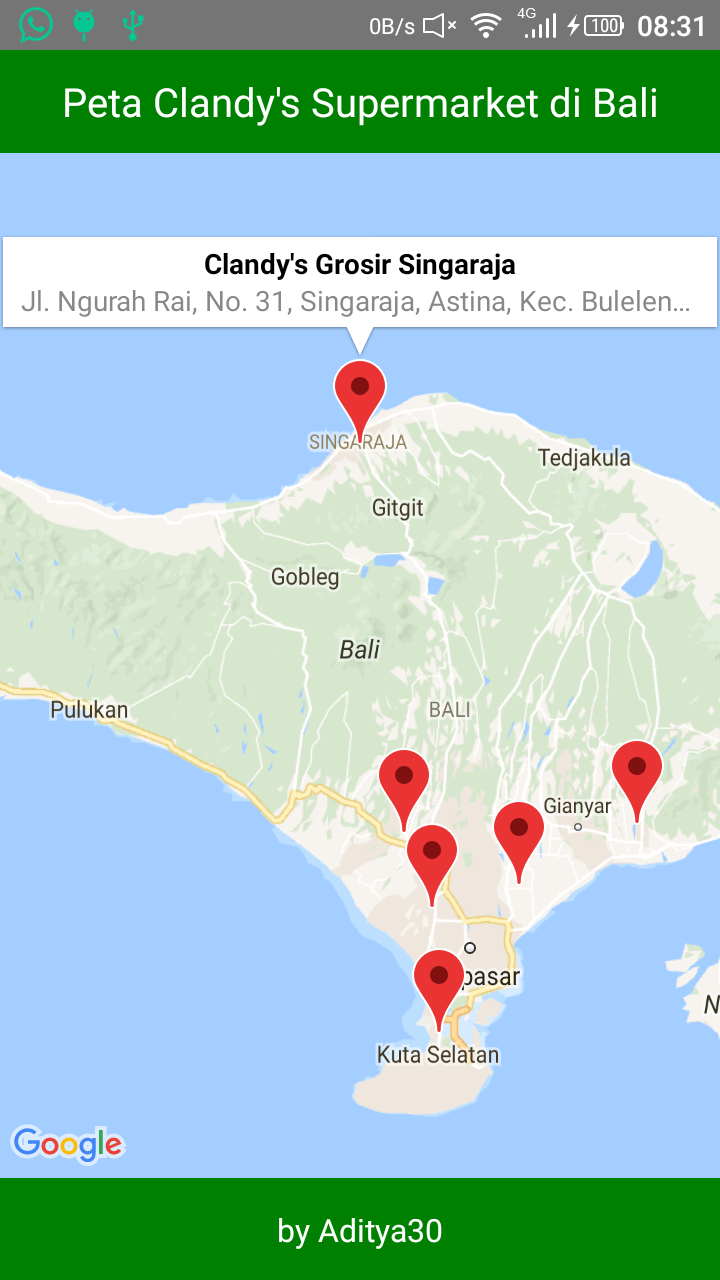 0B/s 4G 100 08:31
Peta Clandy's Supermarket di Bali
Clandy's Grosir Singaraja
Jl. Ngurah Rai, No. 31, Singaraja, Astina, Kec. Bulelen...
SINGARAJA
Tedjakula
Gitgit
Gobleg
Bali
Pulukan
BALI
Gianyar
pasar
N
Kuta Selatan
Google
by Aditya30